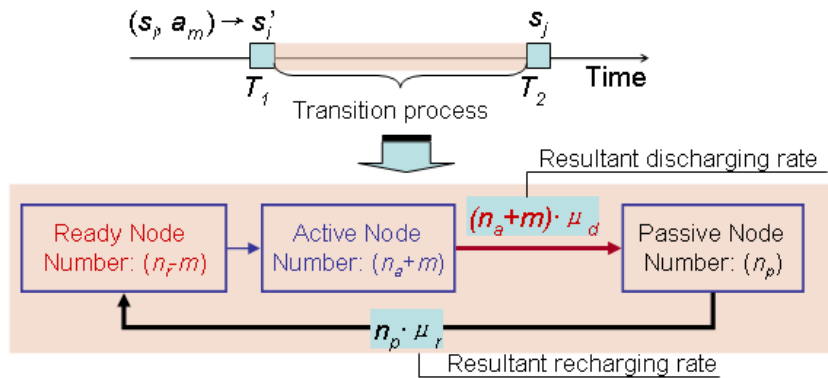 (s_i, a_m) → s_i'
s_j
Time
T_1
T_2
Transition process
Resultant discharging rate
(n_a+m)· μ_d
Ready Node
Number: (n_r-m)
Active Node
Number: (n_a+m)
Passive Node
Number: (n_p)
n_p· μ_r
Resultant recharging rate